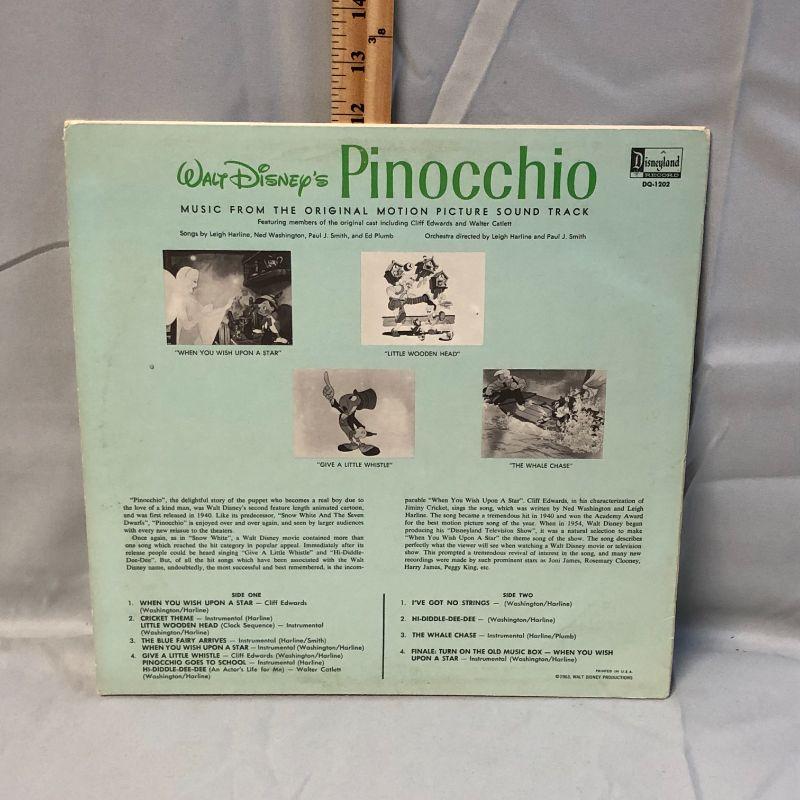 14
3 8
13
12
WALT DISNEY'S Pinocchio
Disneyland
RECORD
DQ-1202
MUSIC FROM THE ORIGINAL MOTION PICTURE SOUND TRACK
Featuring members of the original cast including Cliff Edwards and Walter Catlett
Songs by Leigh Harline, Ned Washington, Paul J. Smith, and Ed Plumb
Orchestra directed by Leigh Harline and Paul J. Smith
"WHEN YOU WISH UPON A STAR"
"LITTLE WOODEN HEAD"
"GIVE A LITTLE WHISTLE"
"THE WHALE CHASE"
"Pinocchio", the delightful story of the puppet who becomes a real boy due to
the love of a kind man, was Walt Disney's second feature length animated cartoon,
and was first released in 1940. Like its predecessor, "Snow White And The Seven
Dwarfs", "Pinocchio" is enjoyed over and over again, and seen by larger audiences
with every new reissue to the theaters.
Once again, as in "Snow White", a Walt Disney movie contained more than
one song which reached the hit category in popular appeal. Immediately after its
release people could be heard singing "Give A Little Whistle" and "Hi-Diddle-
Dee-Dee". But, of all the hit songs which have been associated with the Walt
Disney name, undoubtedly, the most successful and best remembered, is the incom-
parable "When You Wish Upon A Star". Cliff Edwards, in his characterization of
Jiminy Cricket, sings the song, which was written by Ned Washington and Leigh
Harline. The song became a tremendous hit in 1940 and won the Academy Award
for the best motion picture song of the year. When in 1954, Walt Disney began
producing his "Disneyland Television Show", it was a natural selection to make
"When You Wish Upon A Star" the theme song of the show. The song describes
perfectly what the viewer will see when watching a Walt Disney movie or television
show. This prompted a tremendous revival of interest in the song, and many new
recordings were made by such prominent stars as Joni James, Rosemary Clooney,
Harry James, Peggy King, etc.
SIDE ONE
1. WHEN YOU WISH UPON A STAR — Cliff Edwards
(Washington/Harline)
2. CRICKET THEME — Instrumental (Harline)
LITTLE WOODEN HEAD (Clock Sequence) — Instrumental
(Washington/Harline)
3. THE BLUE FAIRY ARRIVES — Instrumental (Harline/Smith)
WHEN YOU WISH UPON A STAR — Instrumental (Washington/Harline)
4. GIVE A LITTLE WHISTLE — Cliff Edwards (Washington/Harline)
PINOCCHIO GOES TO SCHOOL — Instrumental (Harline)
HI-DIDDLE-DEE-DEE (An Actor's Life for Me) — Walter Catlett
(Washington/Harline)
SIDE TWO
1. I'VE GOT NO STRINGS — (Washington/Harline)
2. HI-DIDDLE-DEE-DEE — (Washington/Harline)
3. THE WHALE CHASE — Instrumental (Harline/Plumb)
4. FINALE: TURN ON THE OLD MUSIC BOX — WHEN YOU WISH
UPON A STAR — Instrumental (Washington/Harline)
PRINTED IN U.S.A.
©1963, WALT DISNEY PRODUCTIONS